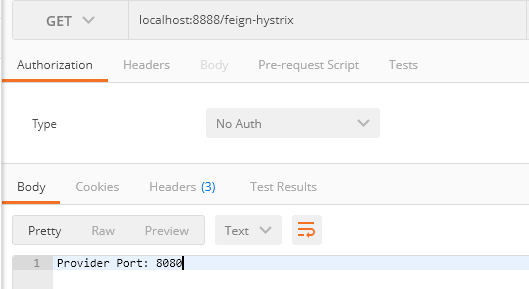 GET localhost:8888/feign-hystrix
Authorization Headers Body Pre-request Script Tests
Type No Auth
Body Cookies Headers (3) Test Results
Pretty Raw Preview Text
1 Provider Port: 8080